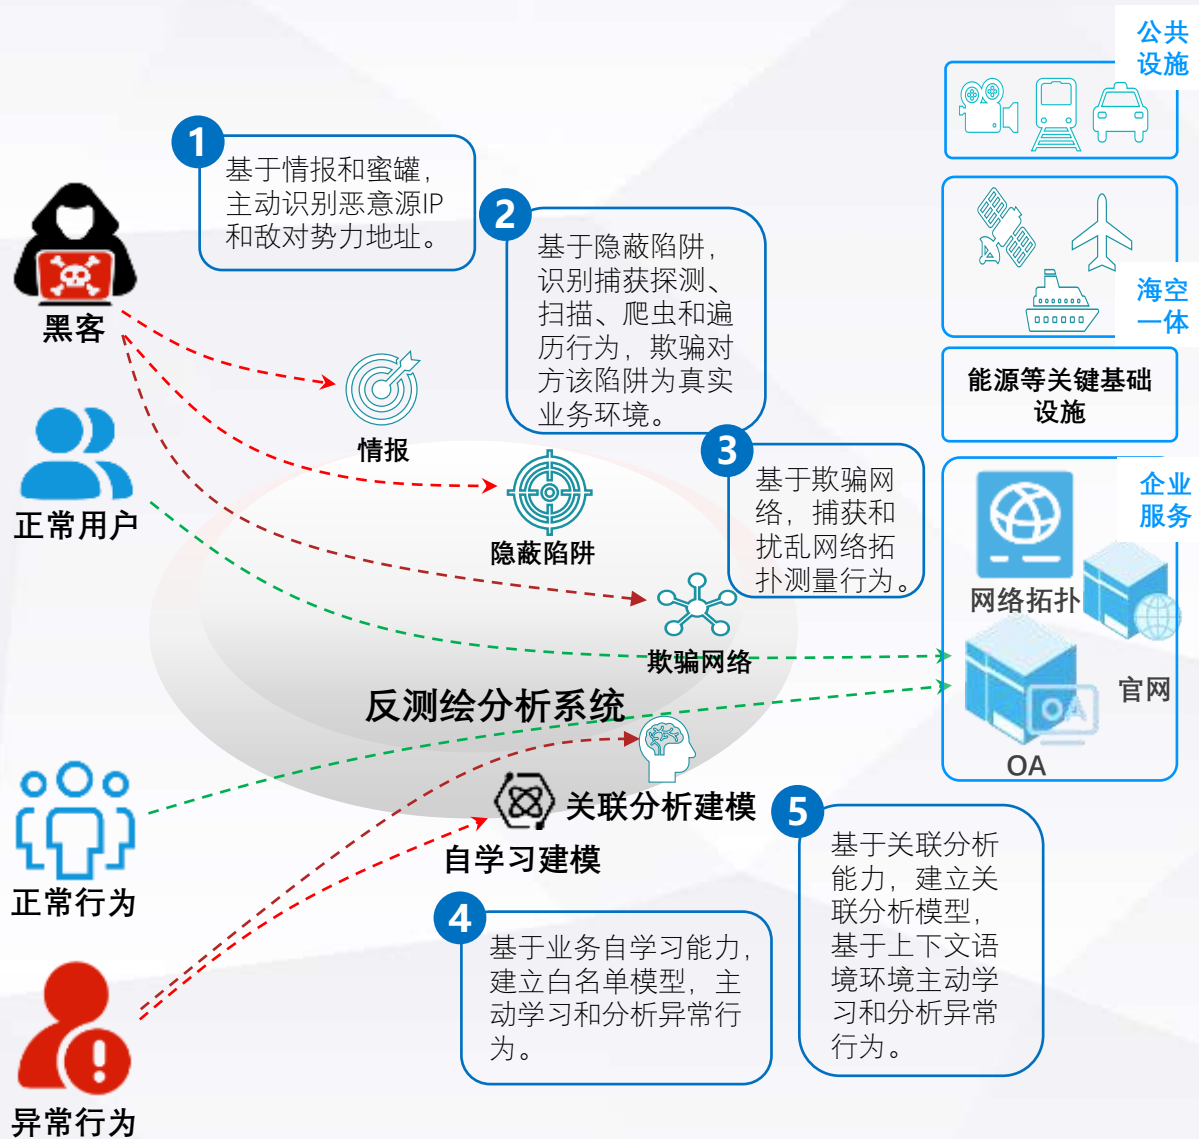 公共
设施
1
基于情报和蜜罐，
主动识别恶意源IP
和敌对势力地址。
2
基于隐蔽陷阱，
识别捕获探测、
扫描、爬虫和遍
历行为，欺骗对
方该陷阱为真实
业务环境。
海空
一体
黑客
能源等关键基础
设施
情报
3
基于欺骗网
络，捕获和
扰乱网络拓
扑测量行为。
企业
服务
正常用户
隐蔽陷阱
网络拓扑
欺骗网络
官网
反测绘分析系统
OA
OA
关联分析建模
自学习建模
正常行为
5
基于关联分析
能力，建立关
联分析模型，
基于上下文语
境环境主动学
习和分析异常
行为。
4
基于业务自学习能力，
建立白名单模型，主
动学习和分析异常行
为。
异常行为